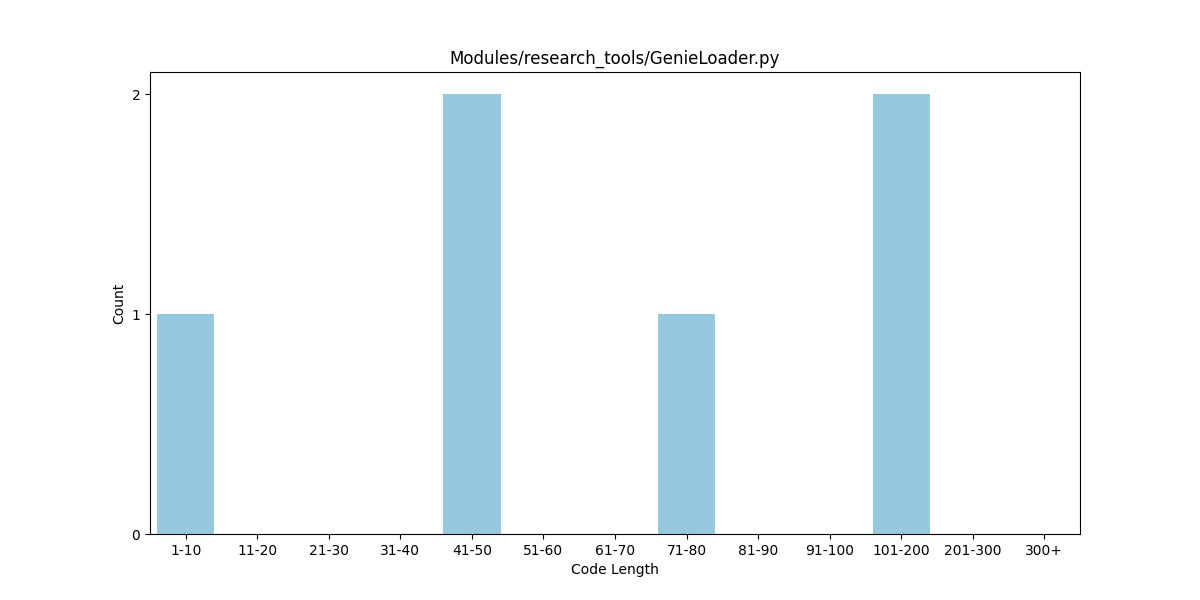 Modules/research_tools/GenieLoader.py
2
1
0
Count
1-10 11-20 21-30 31-40 41-50 51-60 61-70 71-80 81-90 91-100 101-200 201-300 300+
Code Length